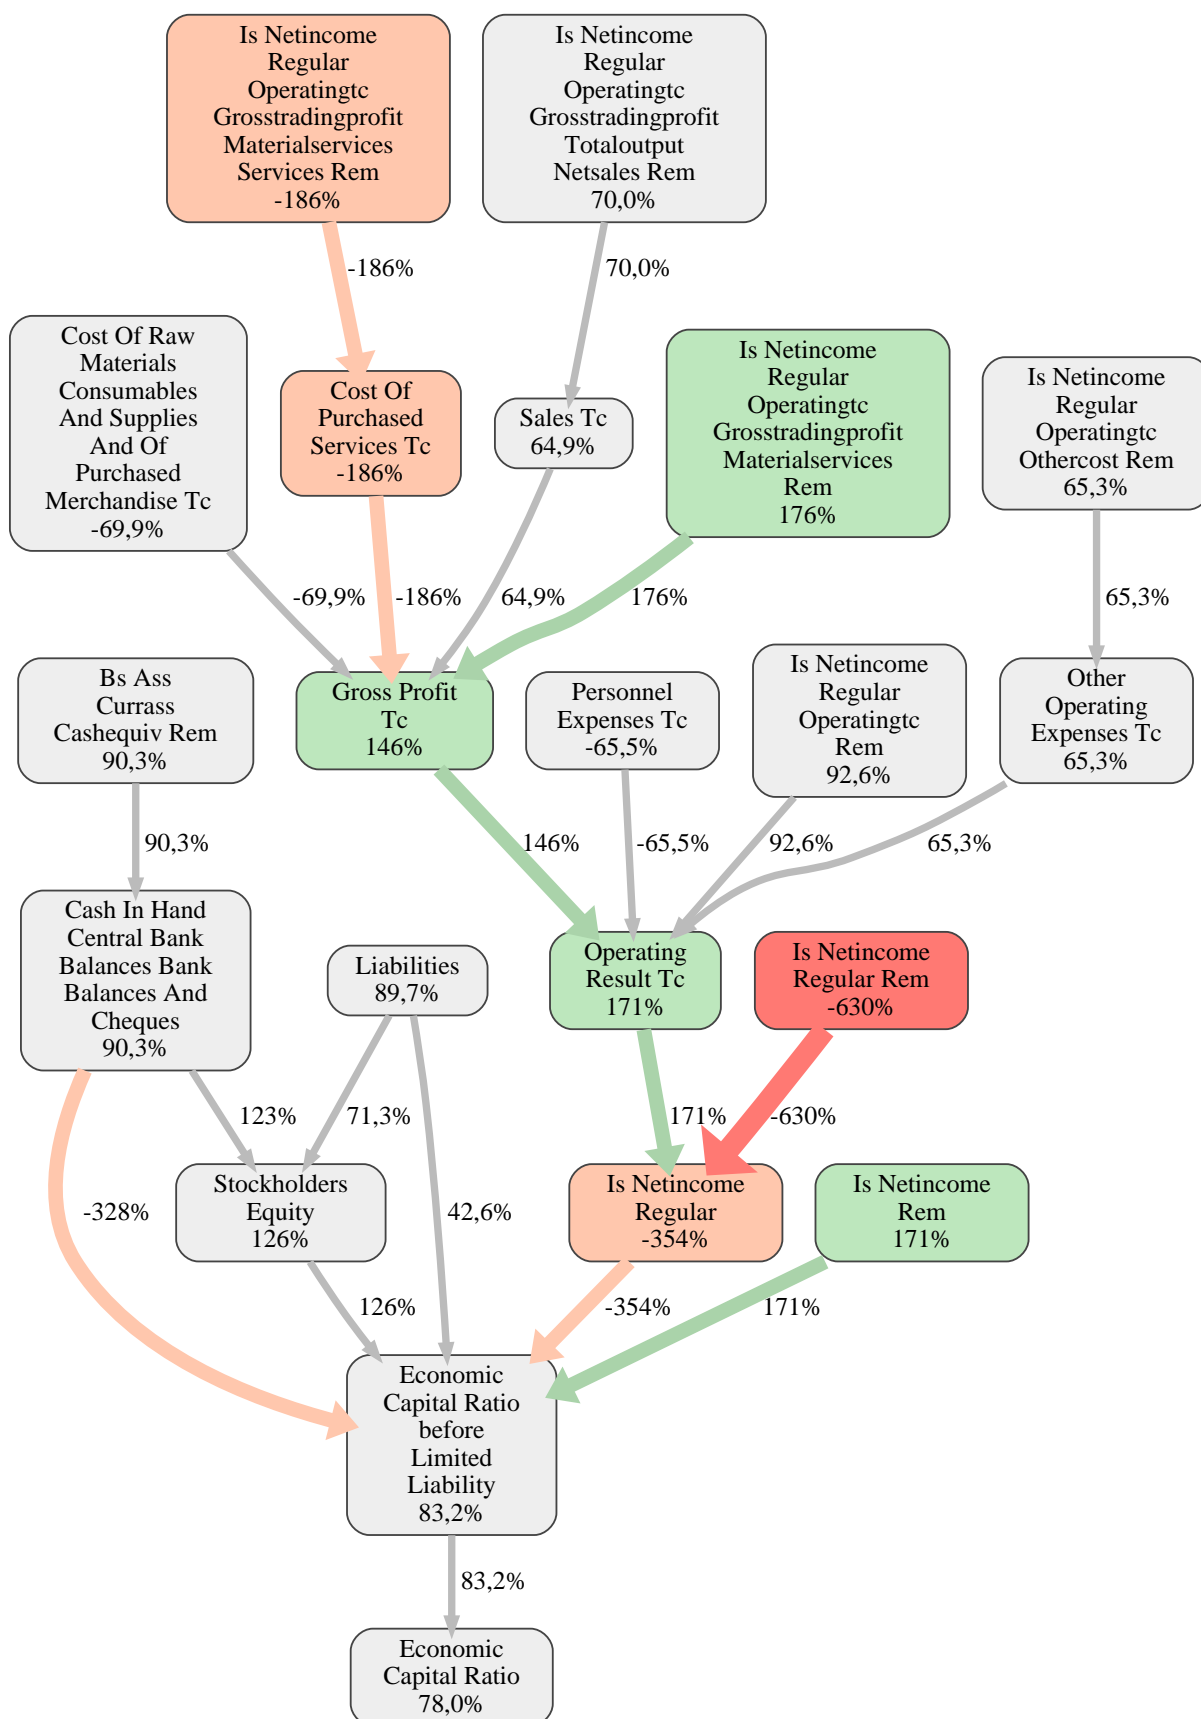 Is Netincome
Regular
Operatingtc
Grosstradingprofit
Materialservices
Services Rem
-186%
Is Netincome
Regular
Operatingtc
Grosstradingprofit
Totaloutput
Netsales Rem
70,0%
-186%
70,0%
Cost Of Raw
Materials
Consumables
And Supplies
And Of
Purchased
Merchandise Tc
-69,9%
Cost Of
Purchased
Services Tc
-186%
Sales Tc
64,9%
Is Netincome
Regular
Operatingtc
Grosstradingprofit
Materialservices
Rem
176%
Is Netincome
Regular
Operatingtc
Othercost Rem
65,3%
-69,9%
-186%
64,9%
176%
65,3%
Bs Ass
Currass
Cashequiv Rem
90,3%
Gross Profit
Tc
146%
Personnel
Expenses Tc
-65,5%
Is Netincome
Regular
Operatingtc
Rem
92,6%
Other
Operating
Expenses Tc
65,3%
90,3%
146%
-65,5%
92,6%
65,3%
Cash In Hand
Central Bank
Balances Bank
Balances And
Cheques
90,3%
Liabilities
89,7%
Operating
Result Tc
171%
Is Netincome
Regular Rem
-630%
123%
71,3%
171%
-630%
-328%
Stockholders
Equity
126%
42,6%
Is Netincome
Regular
-354%
Is Netincome
Rem
171%
126%
-354%
171%
Economic
Capital Ratio
before
Limited
Liability
83,2%
83,2%
Economic
Capital Ratio
78,0%